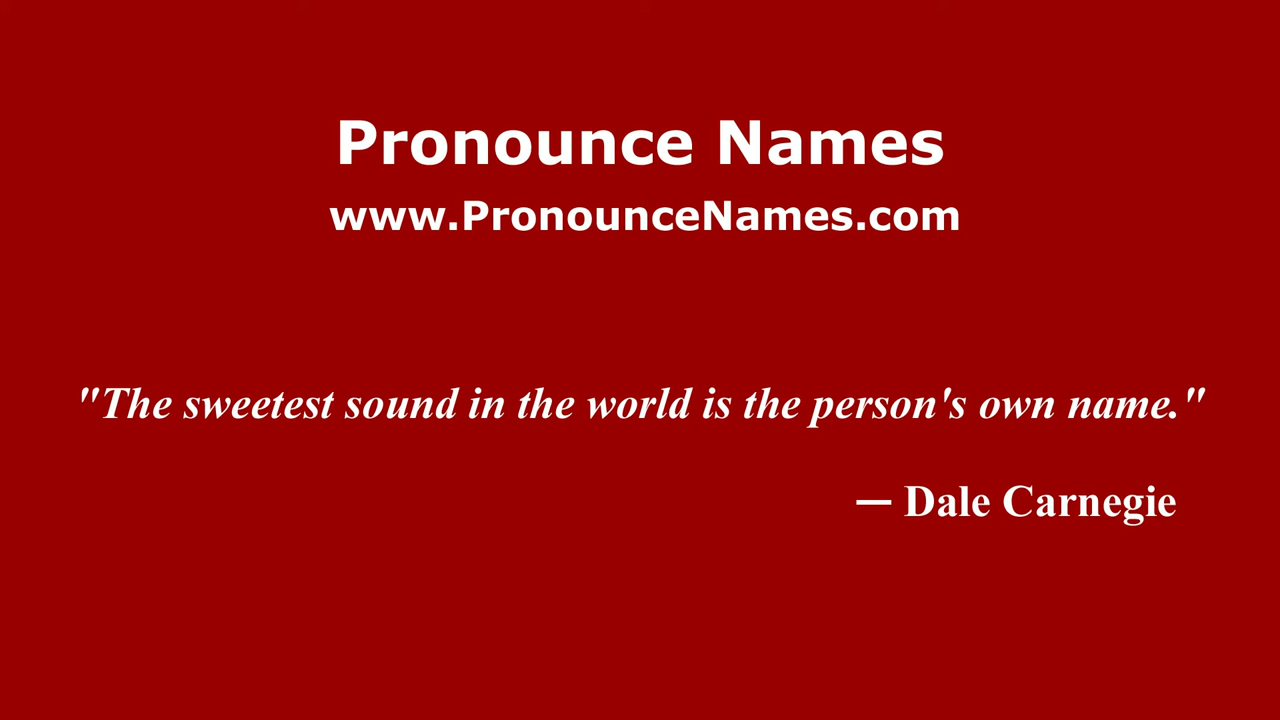 Pronounce Names
www.PronounceNames.com
"The sweetest sound in the world is the person's own name."
— Dale Carnegie